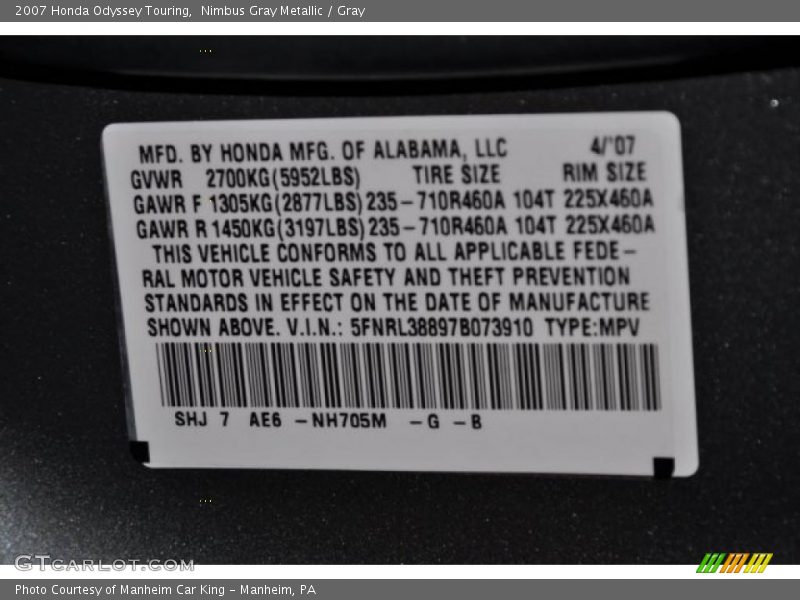 2007 Honda Odyssey Touring,  Nimbus Gray Metallic / Gray
MFD. BY HONDA MFG. OF ALABAMA, LLC 4/'07
GVWR 2700KG(5952LBS) TIRE SIZE RIM SIZE
GAWR F 1305KG(2877LBS) 235-710R460A 104T 225X460A
GAWR R 1450KG(3197LBS) 235-710R460A 104T 225X460A
THIS VEHICLE CONFORMS TO ALL APPLICABLE FEDE-
RAL MOTOR VEHICLE SAFETY AND THEFT PREVENTION
STANDARDS IN EFFECT ON THE DATE OF MANUFACTURE
SHOWN ABOVE. V.I.N.: 5FNRL38897B073910 TYPE:MPV
SHJ 7 AE6 -NH705M -G -B
GTcarlot.com
Photo Courtesy of Manheim Car King - Manheim, PA